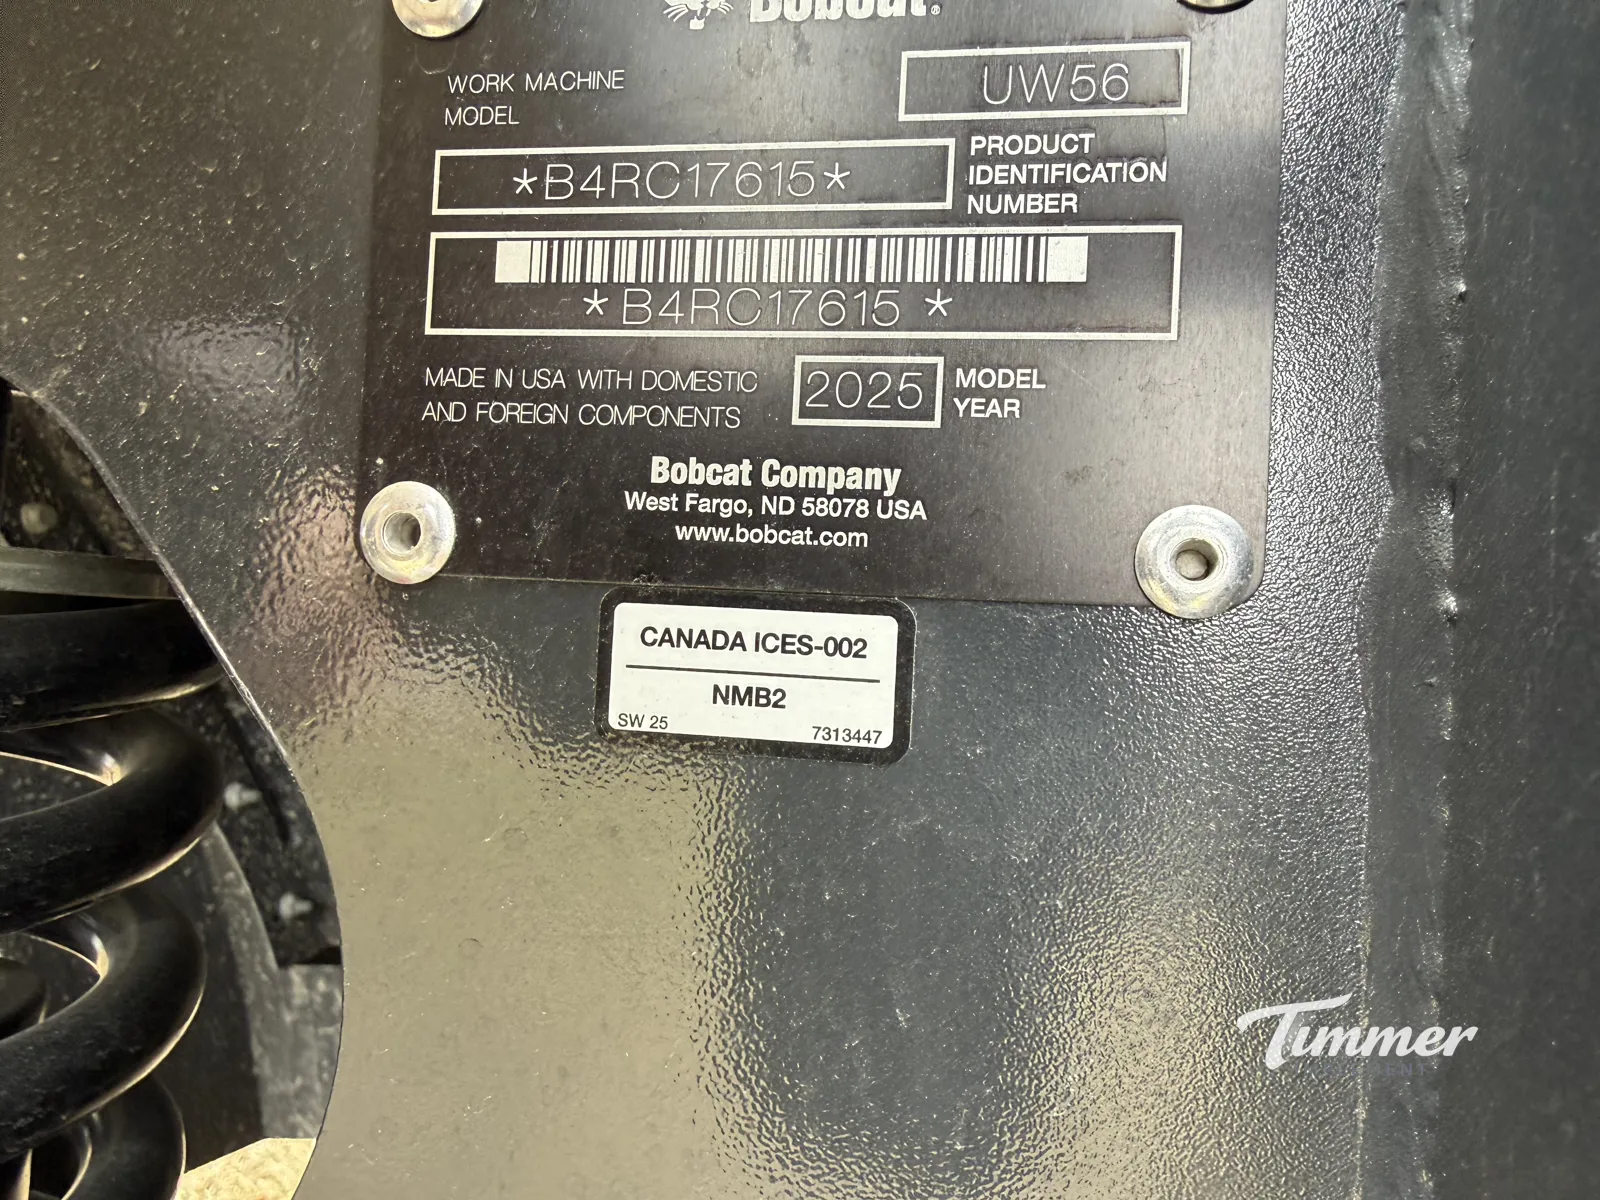 Bobcat®
WORK MACHINE
MODEL
UW56
*B4RC17615*
PRODUCT
IDENTIFICATION
NUMBER
*B4RC17615*
MADE IN USA WITH DOMESTIC
AND FOREIGN COMPONENTS
2025
MODEL
YEAR
Bobcat Company
West Fargo, ND 58078 USA
www.bobcat.com
CANADA ICES-002
NMB2
SW 25
7313447
Timmer